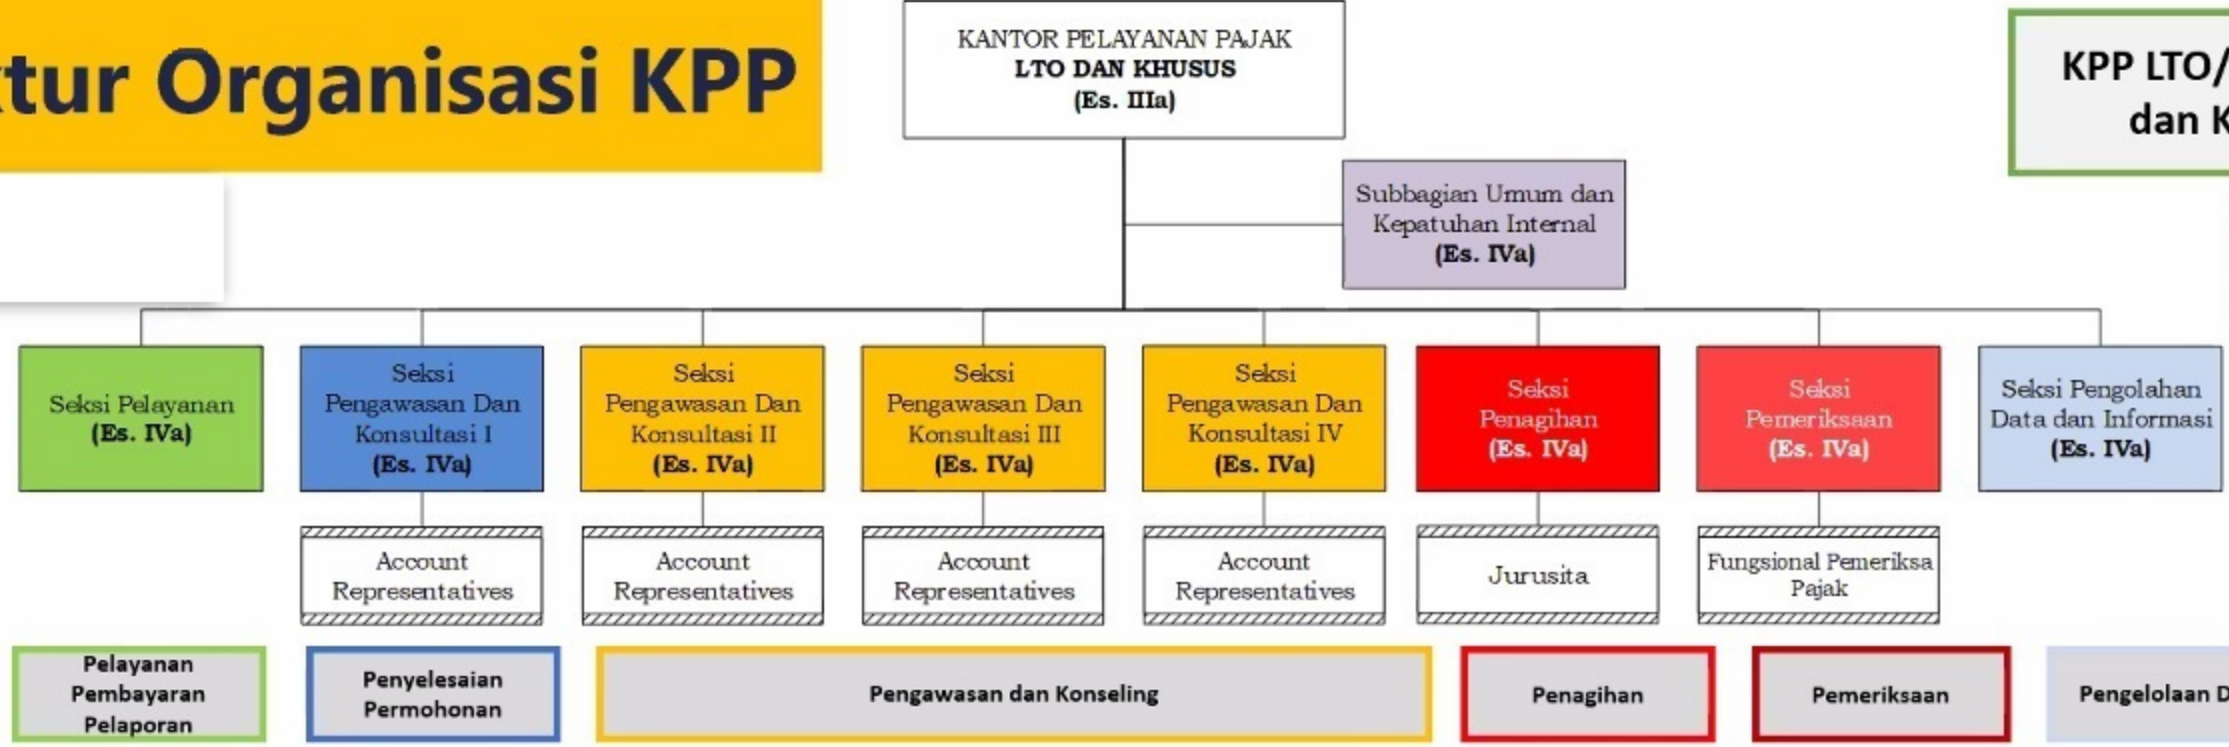 tur Organisasi KPP
KANTOR PELAYANAN PAJAK
LTO DAN KHUSUS
(Es. IIIa)
KPP LTO/
dan K
Subbagian Umum dan
Kepatuhan Internal
(Es. IVa)
Seksi Pelayanan
(Es. IVa)
Seksi
Pengawasan Dan
Konsultasi I
(Es. IVa)
Seksi
Pengawasan Dan
Konsultasi II
(Es. IVa)
Seksi
Pengawasan Dan
Konsultasi III
(Es. IVa)
Seksi
Pengawasan Dan
Konsultasi IV
(Es. IVa)
Seksi
Penagihan
(Es. IVa)
Seksi
Pemeriksaan
(Es. IVa)
Seksi Pengolahan
Data dan Informasi
(Es. IVa)
Account
Representatives
Account
Representatives
Account
Representatives
Account
Representatives
Jurusita
Fungsional Pemeriksa
Pajak
Pelayanan
Pembayaran
Pelaporan
Penyelesaian
Permohonan
Pengawasan dan Konseling
Penagihan
Pemeriksaan
Pengelolaan D